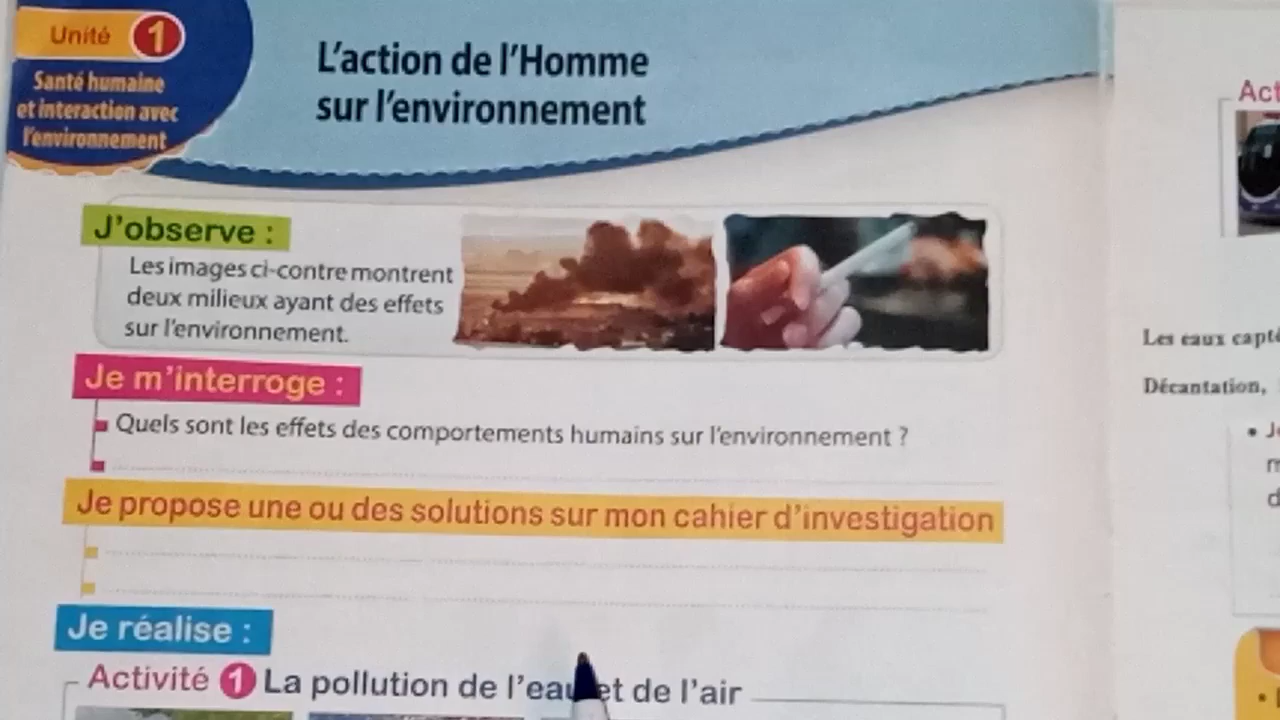 Unité 1
Santé humaine
et interaction avec
l'environnement
L'action de l'Homme
sur l'environnement
J'observe :
Les images ci-contre montrent
deux milieux ayant des effets
sur l'environnement.
Je m'interroge :
Quels sont les effets des comportements humains sur l'environnement ?
Je propose une ou des solutions sur mon cahier d'investigation
Je réalise :
Activité 1 La pollution de l'eau et de l'air
Les eaux
Décantation,